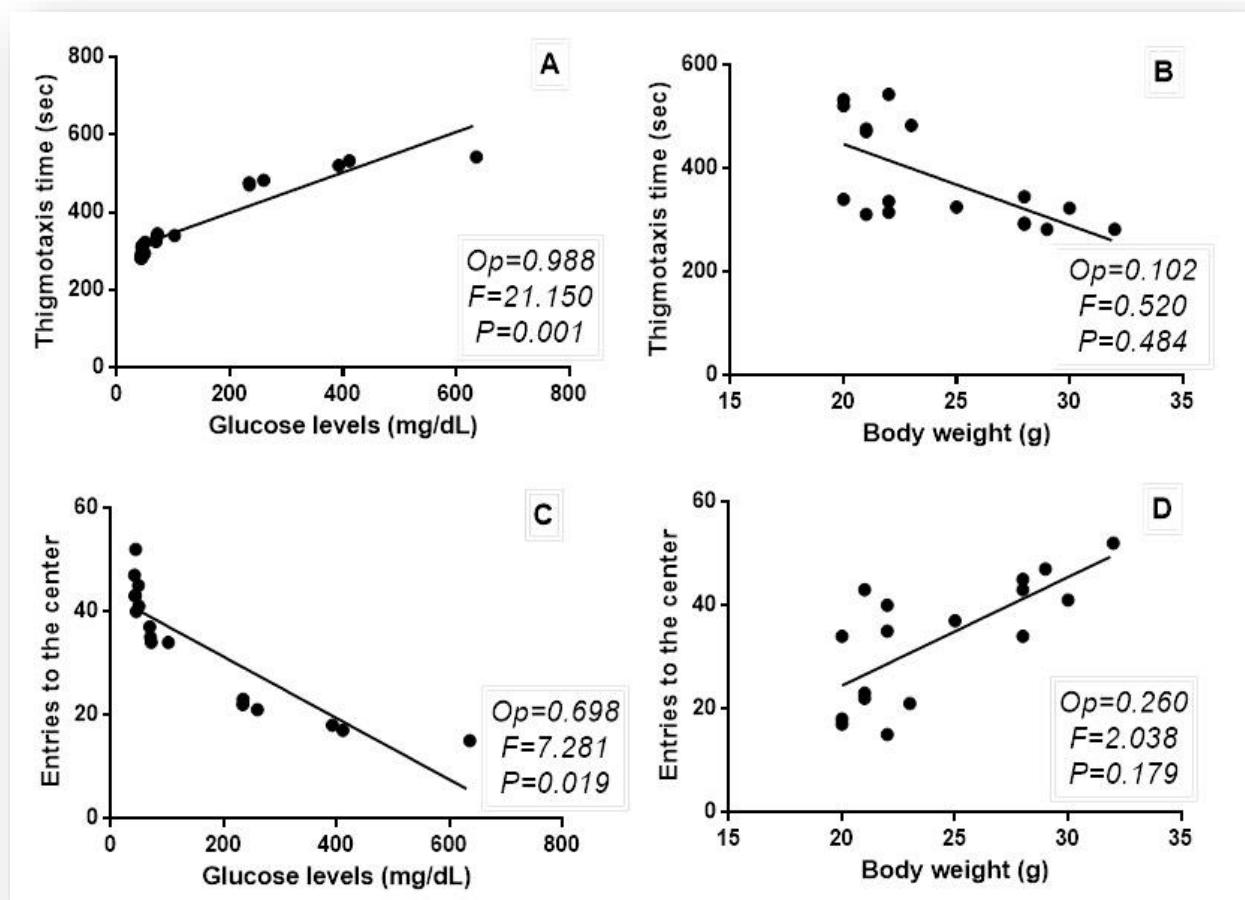 A
800
600
400
200
0
Thigmotaxis time (sec)
0 200 400 600 800
Glucose levels (mg/dL)
Op=0.988
F=21.150
P=0.001
B
600
400
200
0
Thigmotaxis time (sec)
15 20 25 30 35
Body weight (g)
Op=0.102
F=0.520
P=0.484
C
60
40
20
0
Entries to the center
0 200 400 600 800
Glucose levels (mg/dL)
Op=0.698
F=7.281
P=0.019
D
60
40
20
0
Entries to the center
15 20 25 30 35
Body weight (g)
Op=0.260
F=2.038
P=0.179